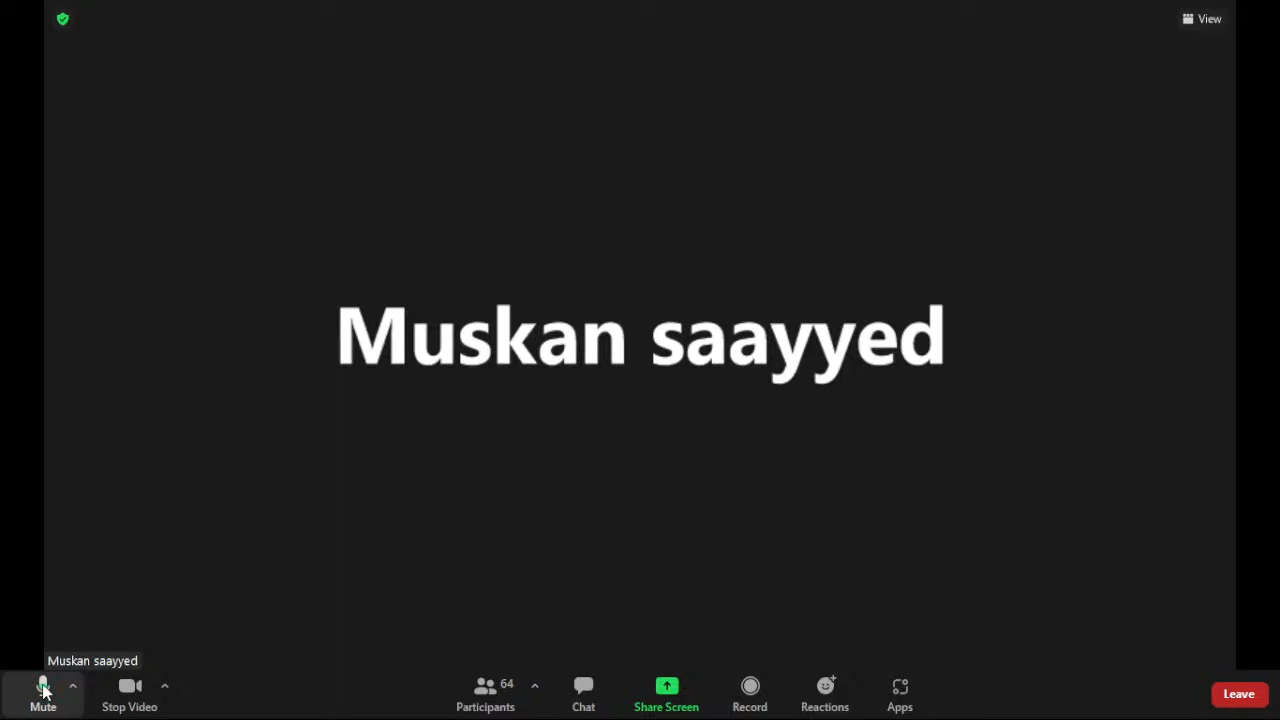 View
Muskan saayyed
Muskan saayyed
Mute
Stop Video
64
Participants
Chat
Share Screen
Record
Reactions
Apps
Leave